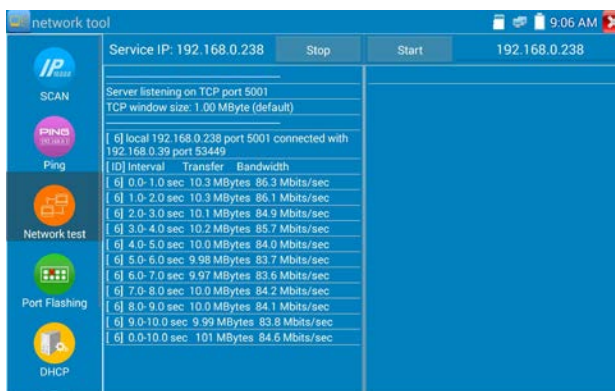 network tool
9:06 AM
IP
SCAN
PING
Ping
Network test
Port Flashing
DHCP
Service IP: 192.168.0.238
Stop
Start
192.168.0.238
Server listening on TCP port 5001
TCP window size: 1.00 MByte (default)
[ 6] local 192.168.0.238 port 5001 connected with
192.168.0.39 port 53449
[ ID] Interval Transfer Bandwidth
[ 6] 0.0- 1.0 sec 10.3 MBytes 86.3 Mbits/sec
[ 6] 1.0- 2.0 sec 10.3 MBytes 86.1 Mbits/sec
[ 6] 2.0- 3.0 sec 10.1 MBytes 84.9 Mbits/sec
[ 6] 3.0- 4.0 sec 10.2 MBytes 85.7 Mbits/sec
[ 6] 4.0- 5.0 sec 10.0 MBytes 84.0 Mbits/sec
[ 6] 5.0- 6.0 sec 9.98 MBytes 83.7 Mbits/sec
[ 6] 6.0- 7.0 sec 9.97 MBytes 83.6 Mbits/sec
[ 6] 7.0- 8.0 sec 10.0 MBytes 84.2 Mbits/sec
[ 6] 8.0- 9.0 sec 10.0 MBytes 84.1 Mbits/sec
[ 6] 9.0-10.0 sec 9.99 MBytes 83.8 Mbits/sec
[ 6] 0.0-10.0 sec 101 MBytes 84.6 Mbits/sec